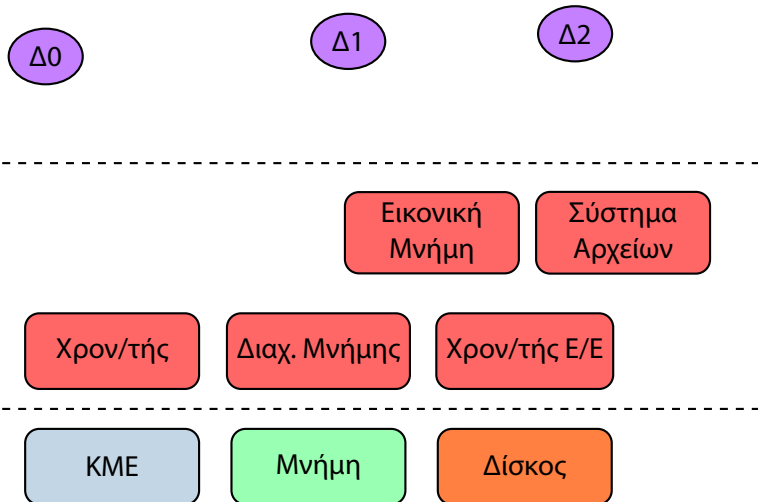 Δ0
Δ1
Δ2
Εικονική
Μνήμη
Σύστημα
Αρχείων
Χρον/τής
Διαχ. Μνήμης
Χρον/τής Ε/Ε
ΚΜΕ
Μνήμη
Δίσκος